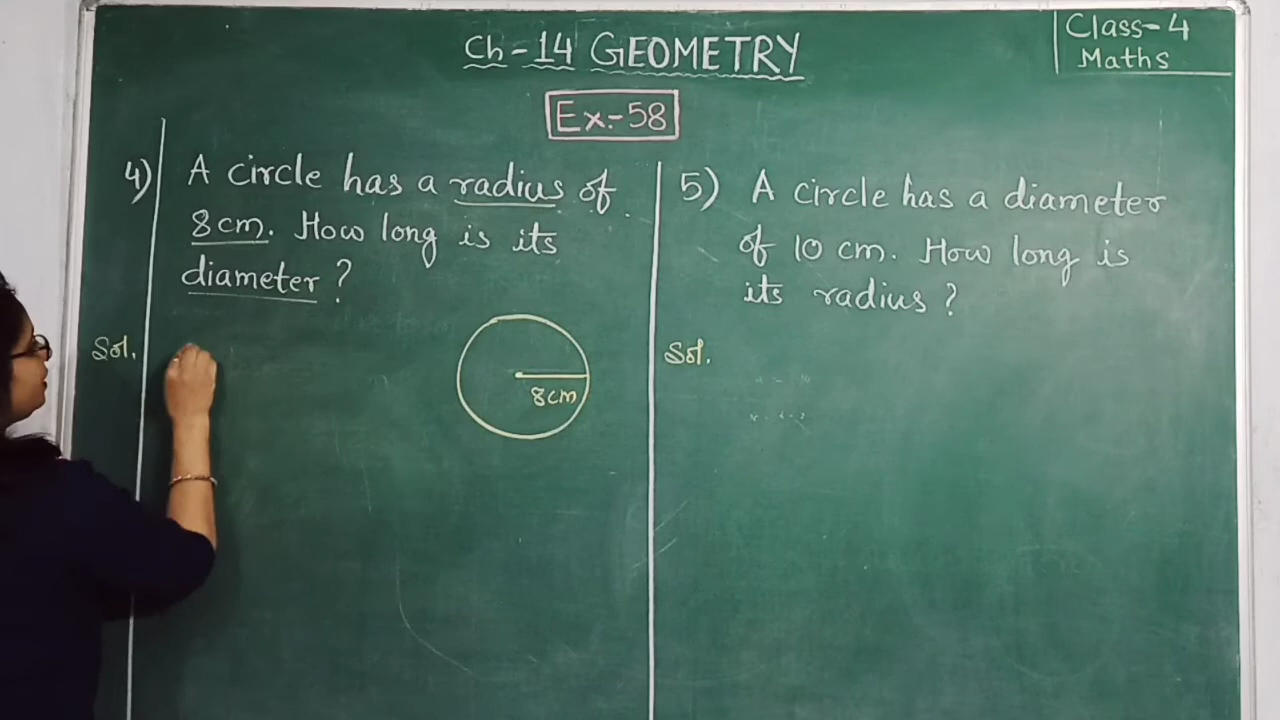 Ch-14 GEOMETRY
Class-4
Maths
Ex.-58
4) A circle has a radius of
8cm. How long is its
diameter?
Sol.
8cm
5) A circle has a diameter
of 10 cm. How long is
its radius?
Sol.